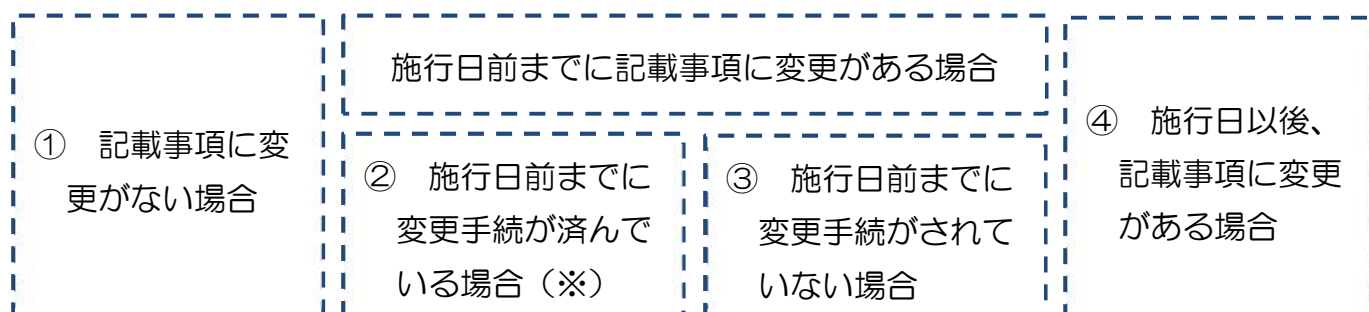 ① 記載事項に変
更がない場合
施行日前までに記載事項に変更がある場合
② 施行日前までに
変更手続が済んで
いる場合（※）
③ 施行日前までに
変更手続がされて
いない場合
④ 施行日以後、
記載事項に変更
がある場合